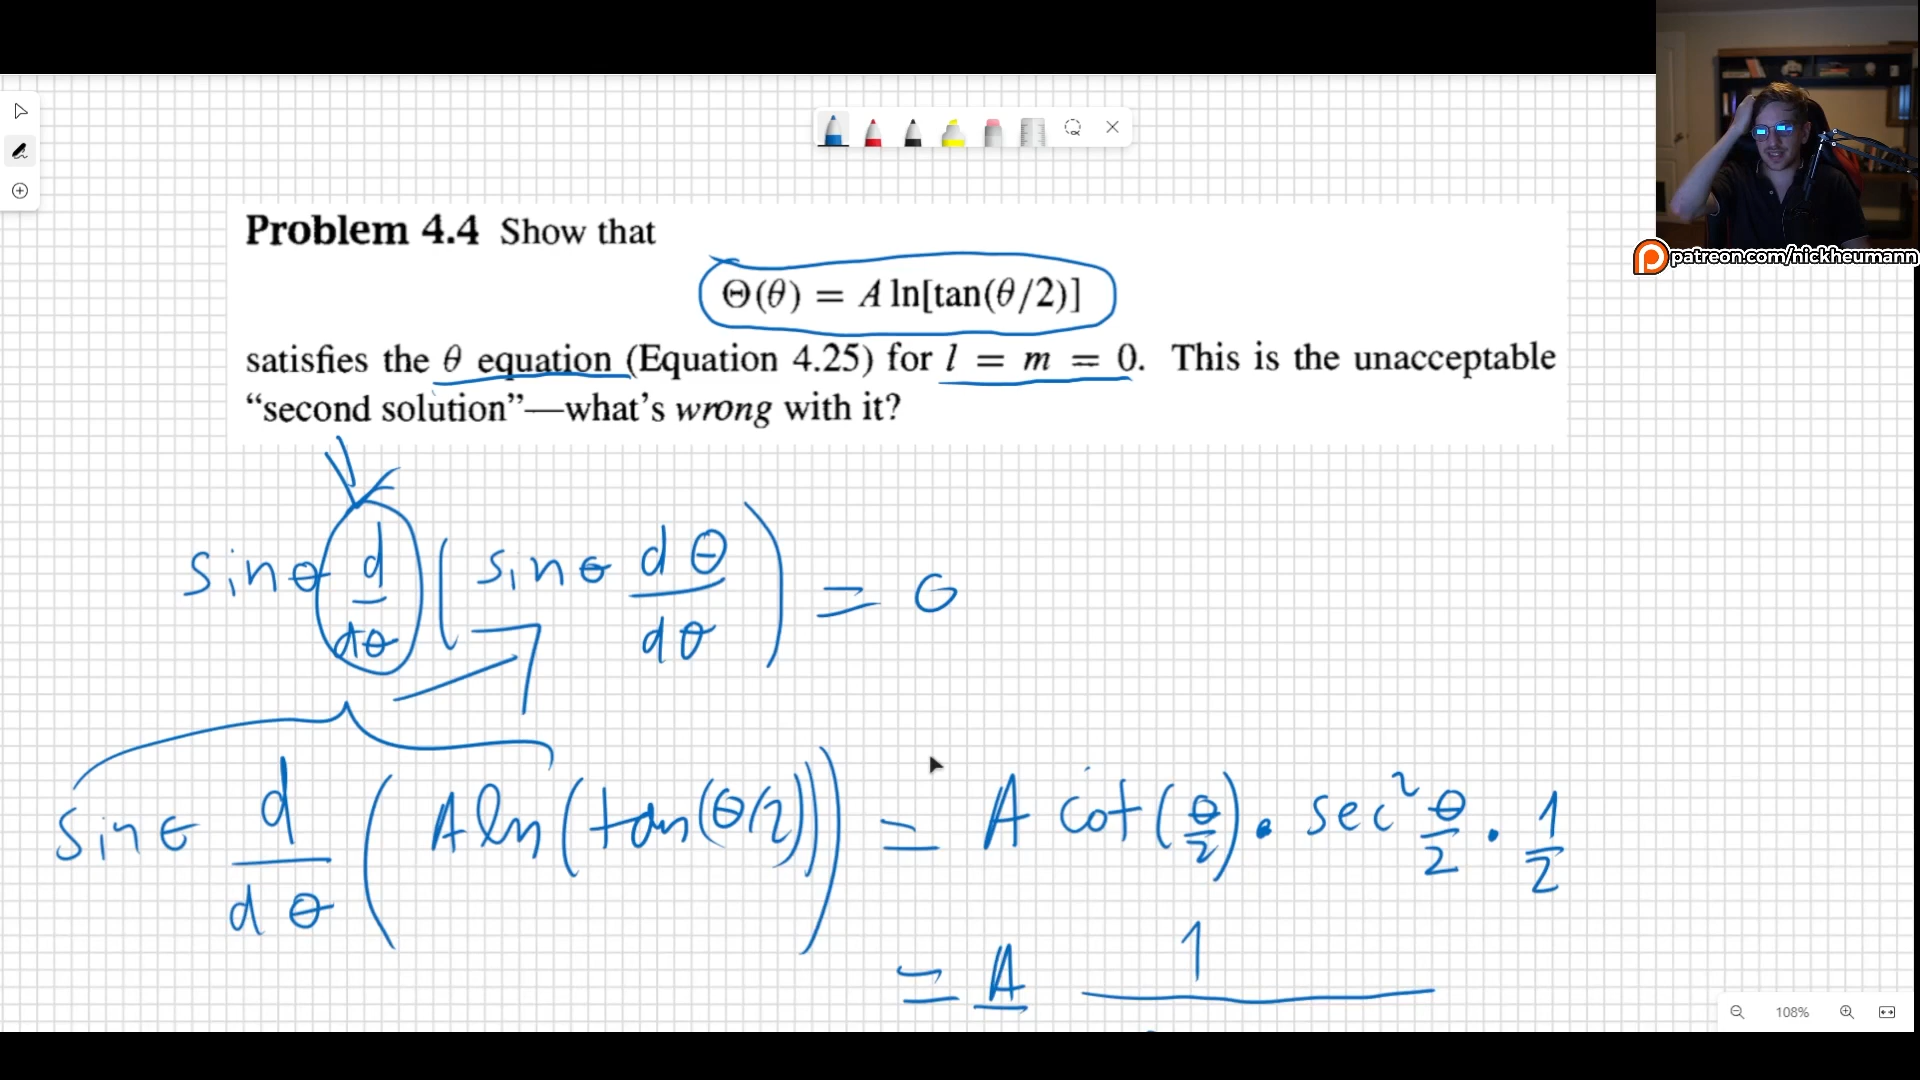 patreon.com/nickheumann
Problem 4.4 Show that
Θ(θ) = A ln[tan(θ/2)]
satisfies the θ equation (Equation 4.25) for l = m = 0. This is the unacceptable
“second solution”—what's wrong with it?
sinθ d/dθ ( sinθ dθ/dθ ) = 0
sinθ d/dθ ( A ln ( tan(θ/2))) = A cot(θ/2) · sec² θ/2 · 1/2
= A 1
108%